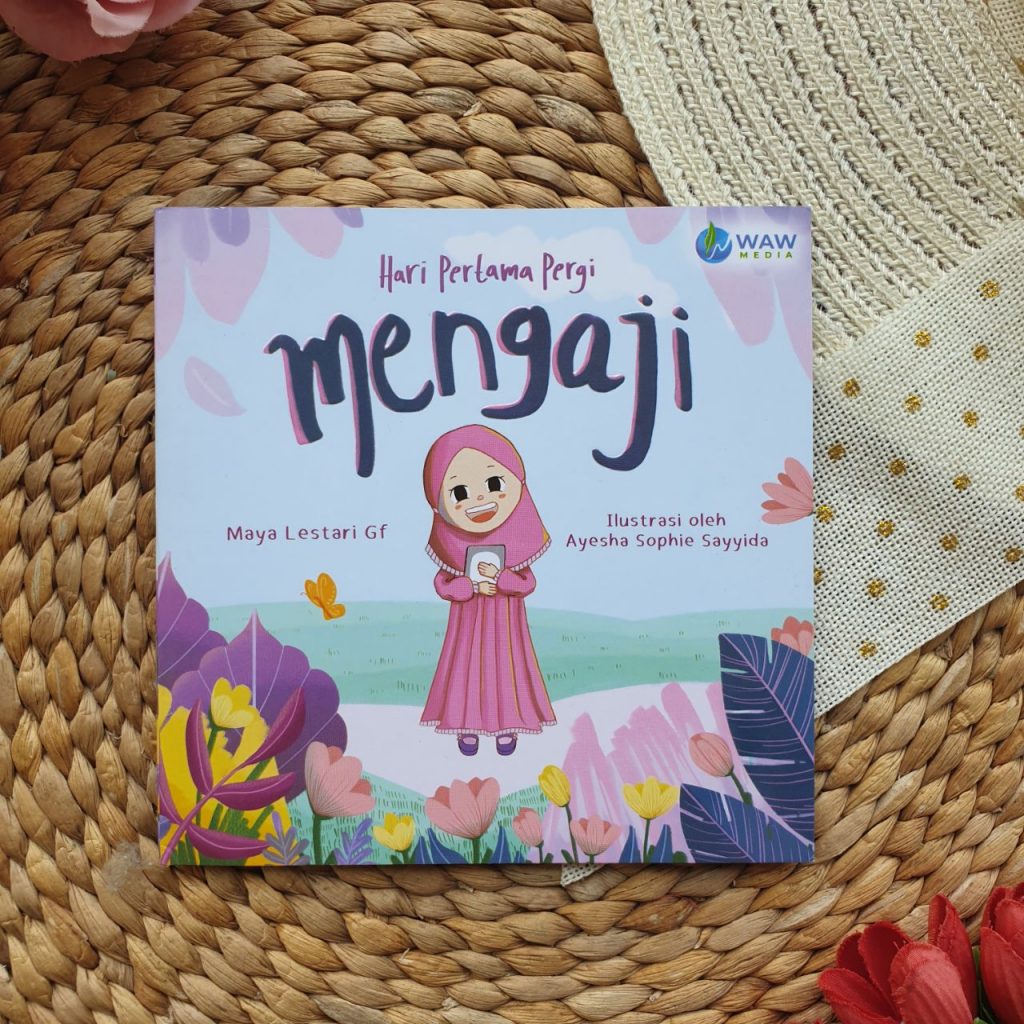 WAW
MEDIA
Hari Pertama Pergi
mengaji
Maya Lestari Gf
Ilustrasi oleh
Ayesha Sophie Sayyida